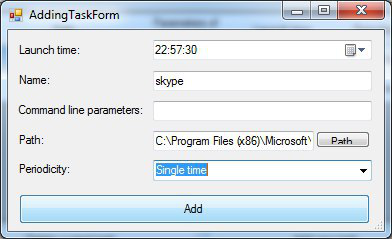 AddingTaskForm
Launch time: 22:57:30
Name: skype
Command line parameters:
Path: C:\Program Files (x86)\Microsoft\ Path
Periodicity: Single time
Add